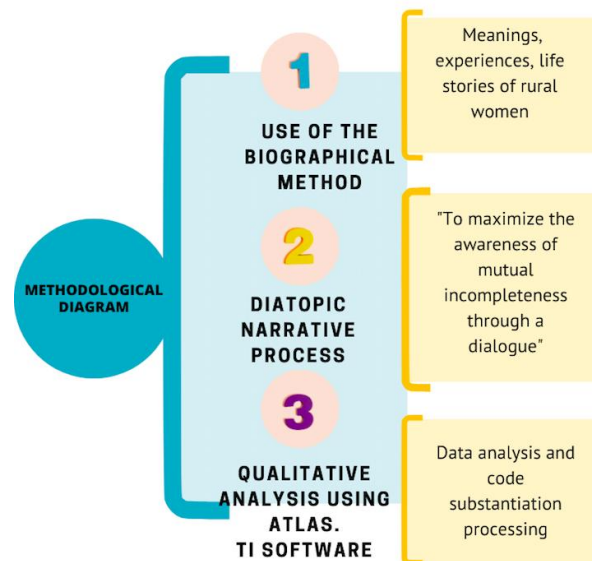 METHODOLOGICAL
DIAGRAM
1
USE OF THE
BIOGRAPHICAL
METHOD
Meanings,
experiences, life
stories of rural
women
2
DIATOPIC
NARRATIVE
PROCESS
"To maximize the
awareness of
mutual
incompleteness
through a
dialogue"
3
QUALITATIVE
ANALYSIS USING
ATLAS.
TI SOFTWARE
Data analysis and
code
substantiation
processing